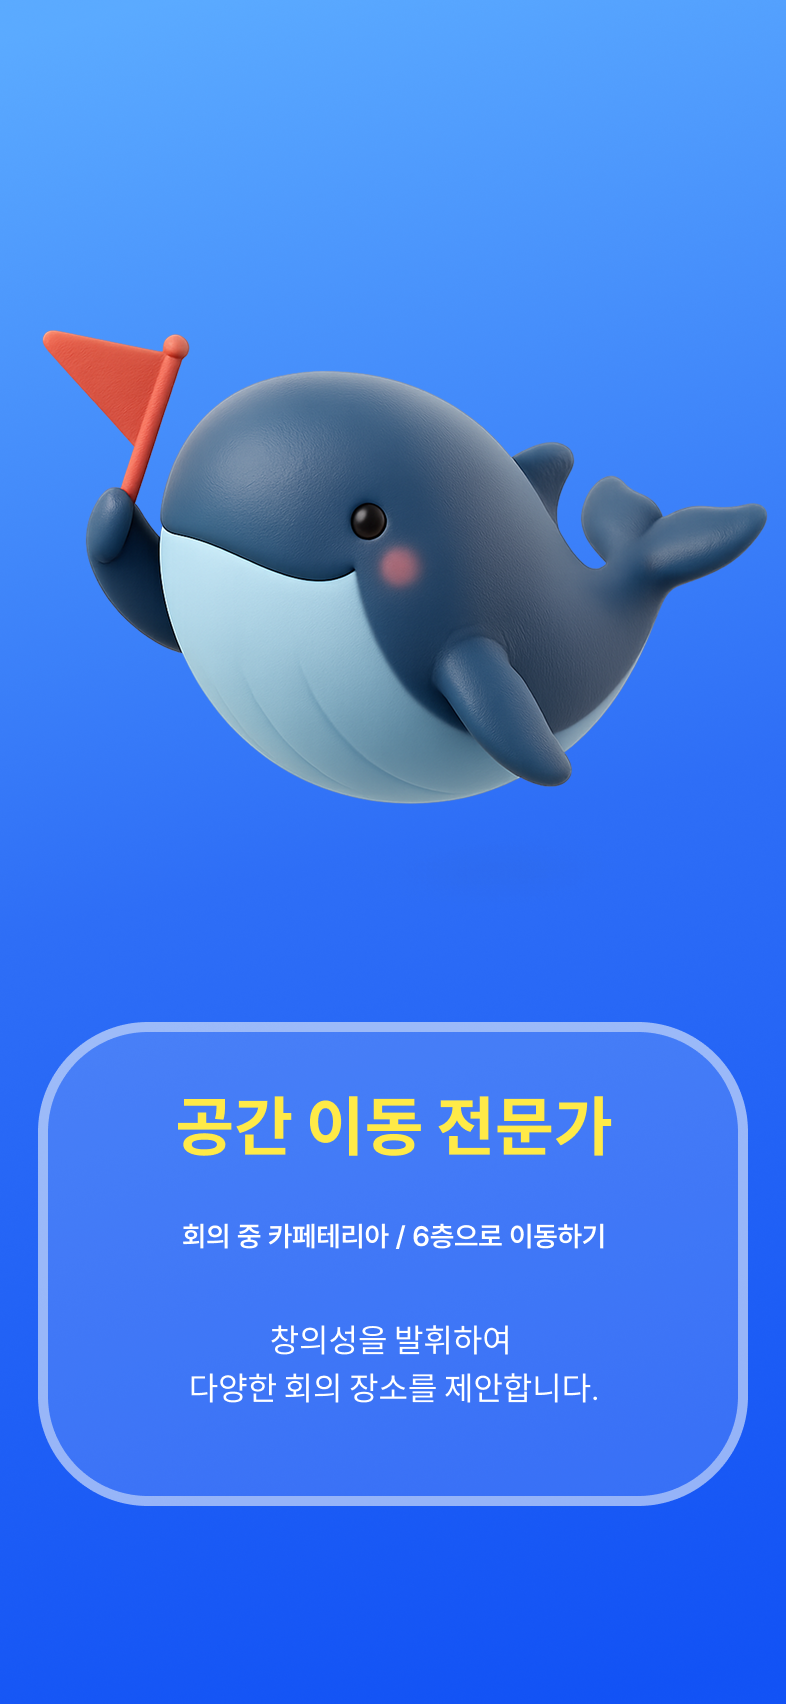 공간 이동 전문가
회의 중 카페테리아 / 6층으로 이동하기
창의성을 발휘하여
다양한 회의 장소를 제안합니다.